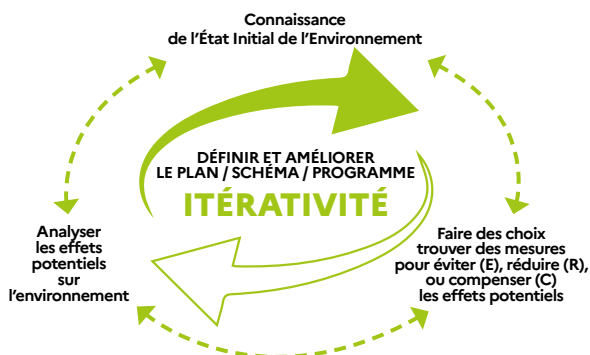 Connaissance
de l’État Initial de l’Environnement
DÉFINIR ET AMÉLIORER
LE PLAN / SCHÉMA / PROGRAMME
ITÉRATIVITÉ
Analyser
les effets
potentiels
sur
l’environnement
Faire des choix
trouver des mesures
pour éviter (E), réduire (R),
ou compenser (C)
les effets potentiels